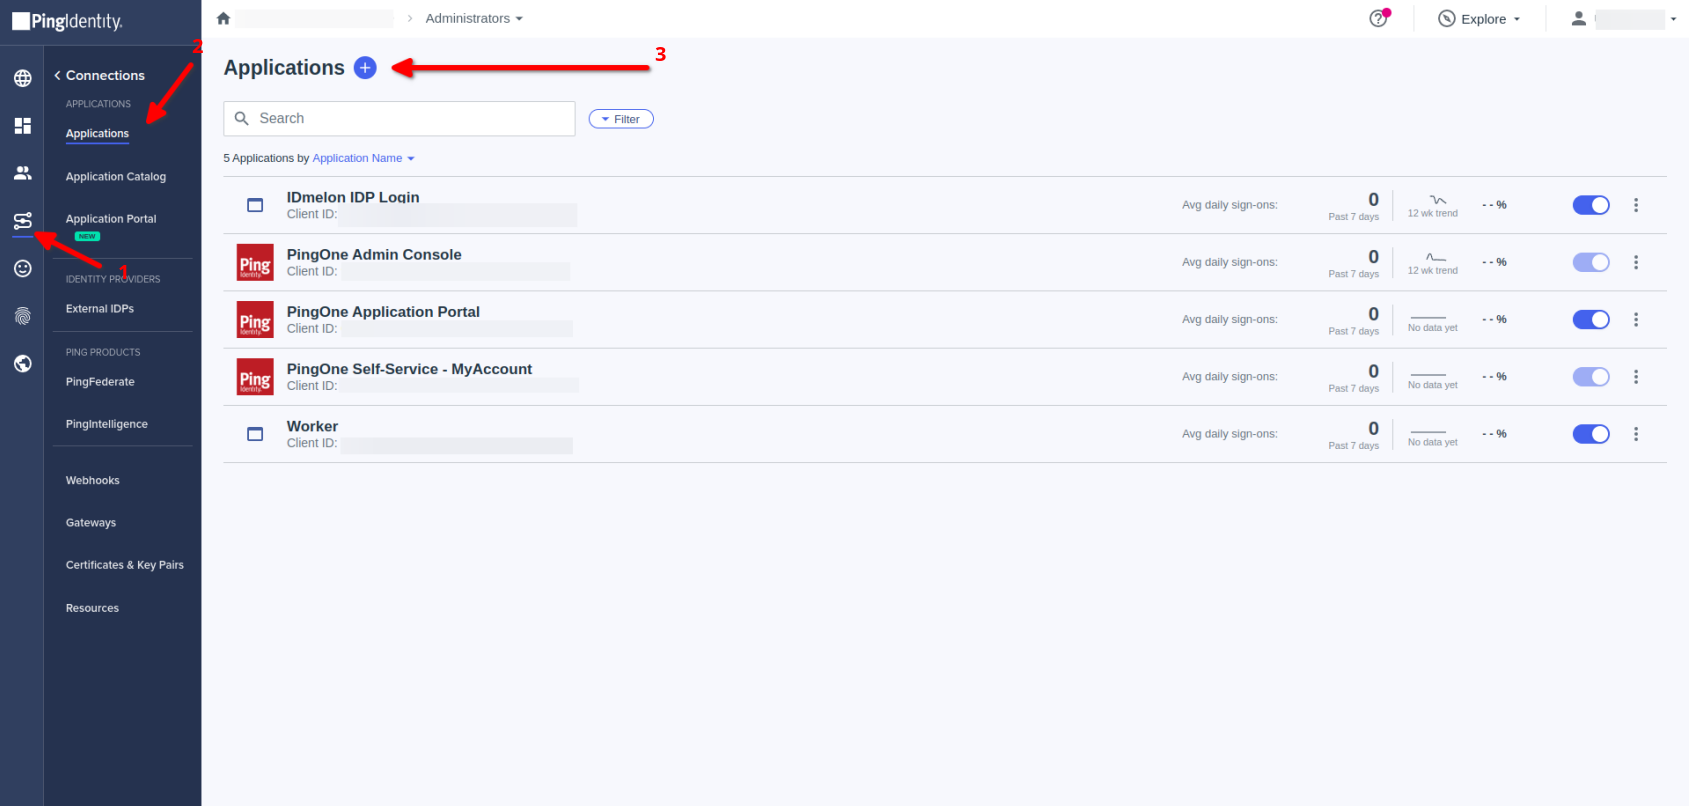 PingIdentity.
Administrators
Explore
2
Connections
APPLICATIONS
Applications
Application Catalog
Application Portal
NEW
1
IDENTITY PROVIDERS
External IDPs
PING PRODUCTS
PingFederate
PingIntelligence
Webhooks
Gateways
Certificates & Key Pairs
Resources
Applications
3
Search
Filter
5 Applications by Application Name
IDmelon IDP Login
Client ID:
Avg daily sign-ons:
0
Past 7 days
12 wk trend
- - %
Ping
Identity
PingOne Admin Console
Client ID:
Avg daily sign-ons:
0
Past 7 days
12 wk trend
- - %
Ping
Identity
PingOne Application Portal
Client ID:
Avg daily sign-ons:
0
Past 7 days
No data yet
- - %
Ping
Identity
PingOne Self-Service - MyAccount
Client ID:
Avg daily sign-ons:
0
Past 7 days
No data yet
- - %
Worker
Client ID:
Avg daily sign-ons:
0
Past 7 days
No data yet
- - %